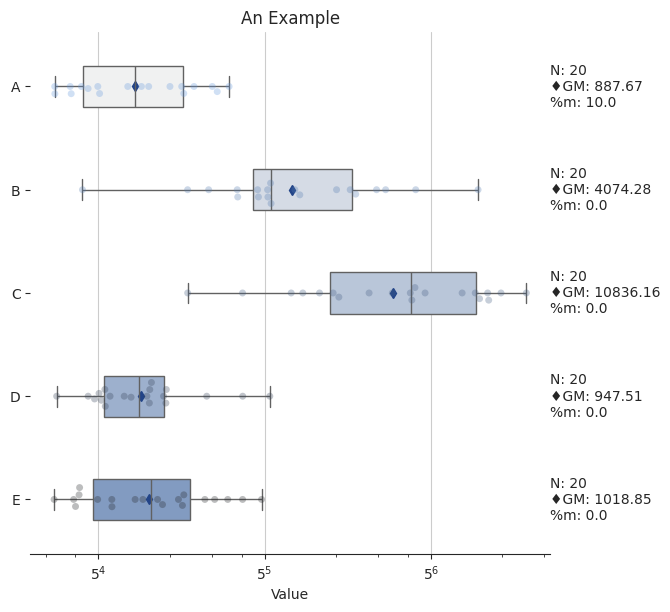 An Example
A
N: 20
♦GM: 887.67
%m: 10.0
B
N: 20
♦GM: 4074.28
%m: 0.0
C
N: 20
♦GM: 10836.16
%m: 0.0
D
N: 20
♦GM: 947.51
%m: 0.0
E
N: 20
♦GM: 1018.85
%m: 0.0
5⁴ 5⁵ 5⁶
Value